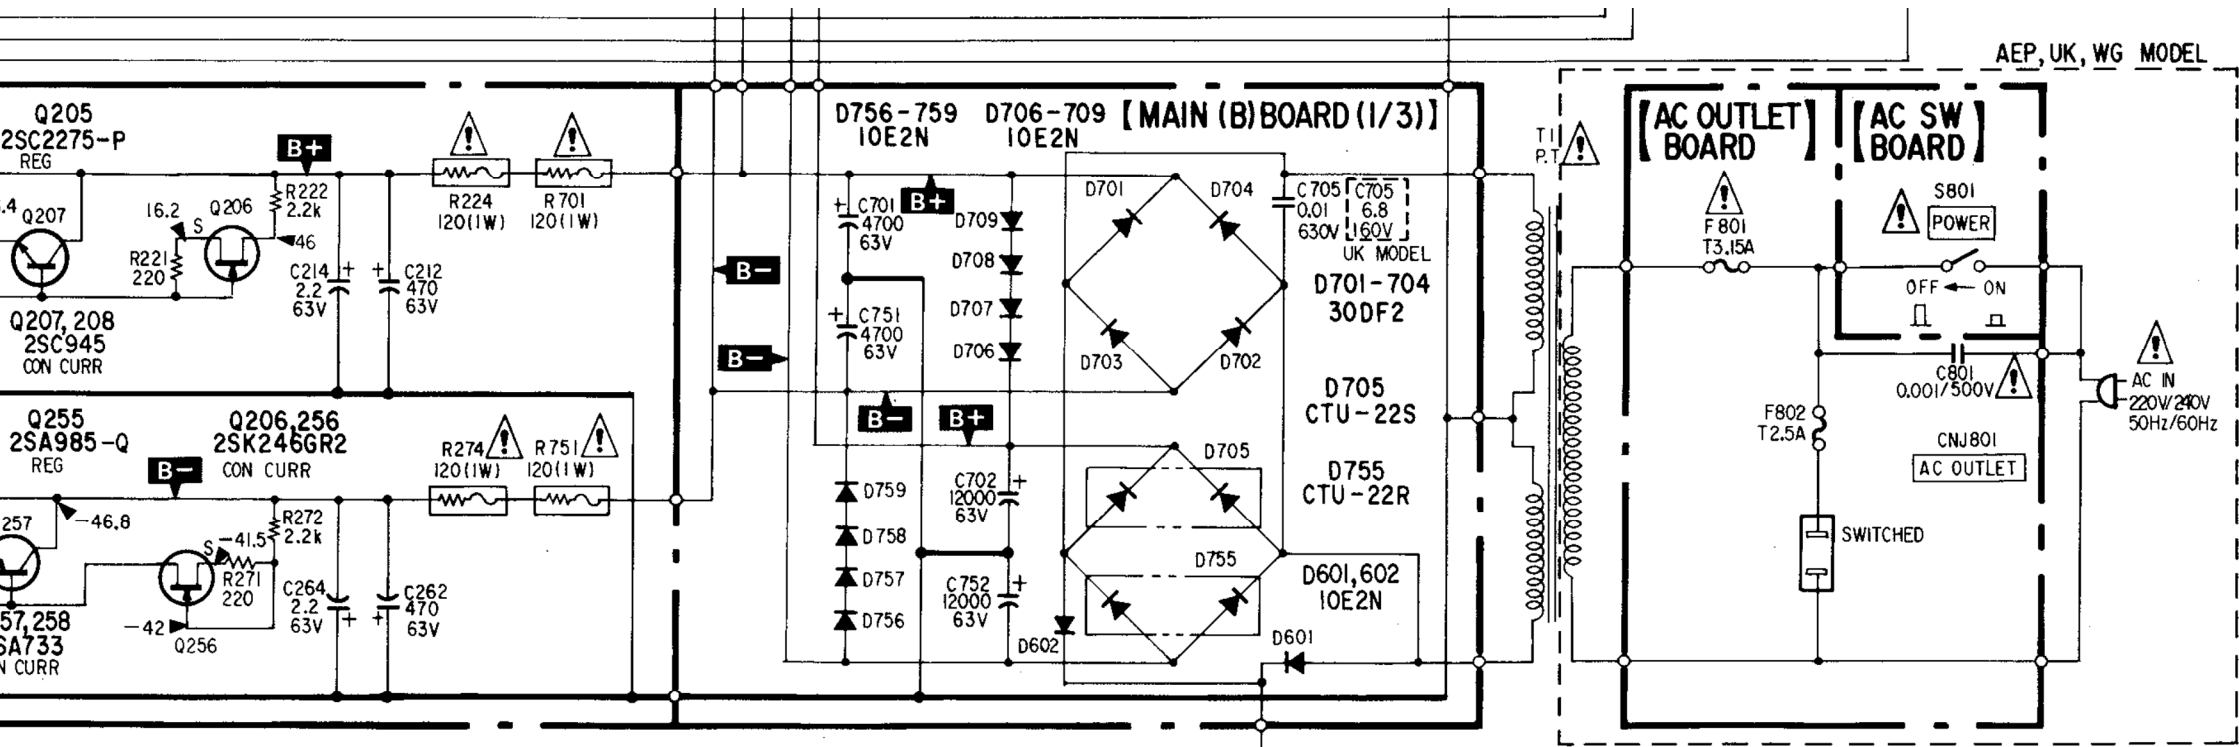 AEP, UK, WG MODEL
Q205
2SC2275-P
REG
B+
R224
120(1W)
R701
120(1W)
D756-759
10E2N
D706-709
10E2N
【MAIN (B) BOARD (1/3)】
T1
P.T
【AC OUTLET BOARD】
【AC SW BOARD】
.4
Q207
16.2
S
Q206
R222
2.2k
46
R221
220
C214
2.2
63V
+
C212
470
63V
+
Q207, 208
2SC945
CON CURR
B-
B-
+
C701
4700
63V
B+
+
C751
4700
63V
D709
D708
D707
D706
D701
D704
D703
D702
C705
0.01
630V
C705
6.8
160V
UK MODEL
D701-704
30DF2
D705
CTU-22S
D755
CTU-22R
F801
T3.15A
S801
POWER
OFF ← ON
C801
0.001/500V
AC IN
220V/240V
50Hz/60Hz
F802
T2.5A
CNJ801
AC OUTLET
SWITCHED
Q255
2SA985-Q
REG
Q206, 256
2SK246GR2
CON CURR
B-
R274
120(1W)
R751
120(1W)
B-
B+
257
-46.8
S
-41.5
R272
2.2k
R271
220
-42
Q256
C264
2.2
63V
+
C262
470
63V
+
57, 258
SA733
N CURR
D759
D758
D757
D756
C702
12000
63V
+
C752
12000
63V
+
D705
D755
D602
D601
D601, 602
10E2N